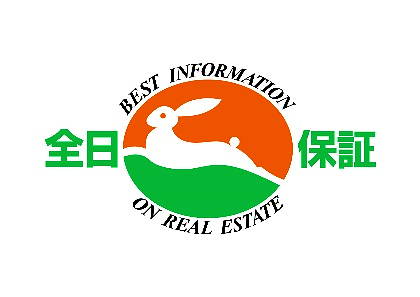 BEST INFORMATION
全日 保証
ON REAL ESTATE